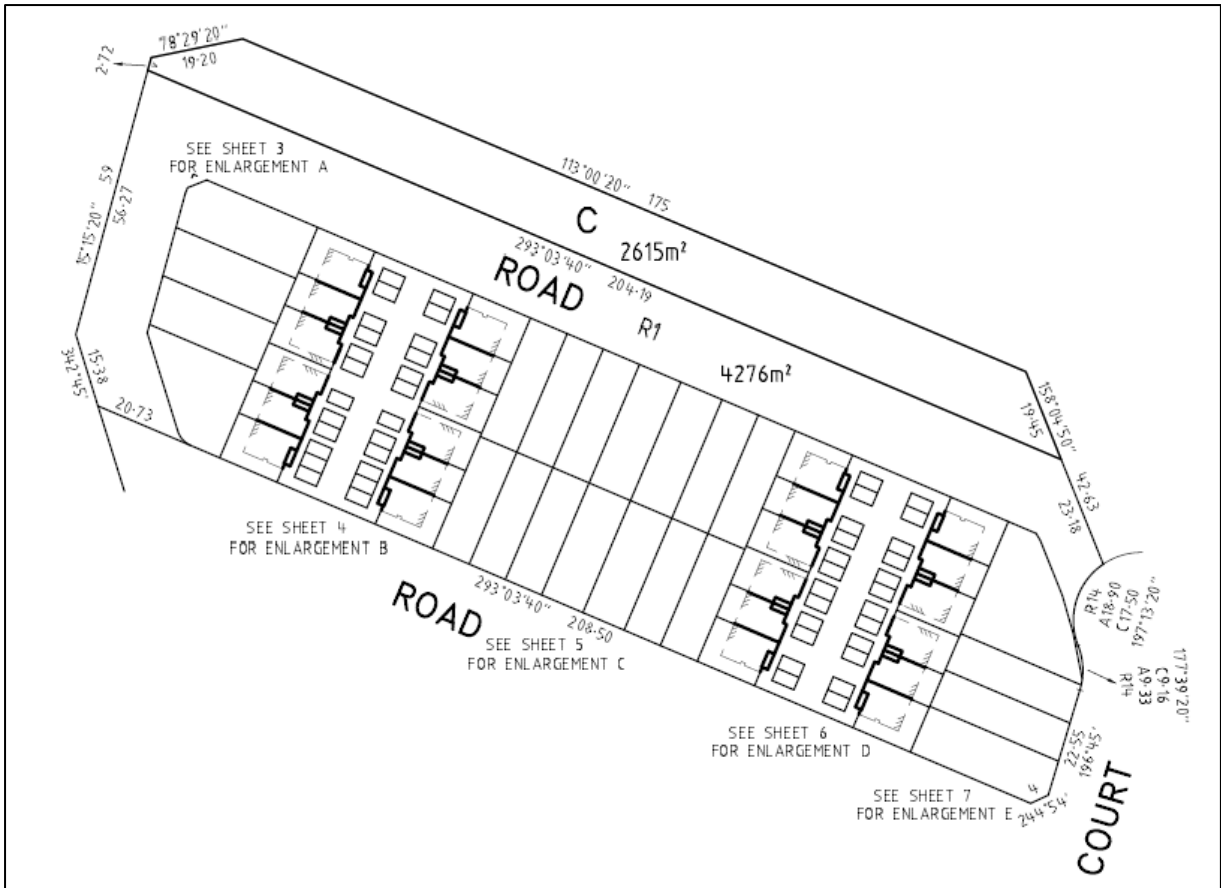 78°29'20"
19·20
2·72
SEE SHEET 3
FOR ENLARGEMENT A
113°00'20" 175
C
2615m²
293°03'40" 204·19
ROAD
R1
4276m²
15°15'20" 59
56·27
342°45'
15·38
20·73
158°04'50"
19·45
42·63
23·18
SEE SHEET 4
FOR ENLARGEMENT B
293°03'40" 208·50
ROAD
SEE SHEET 5
FOR ENLARGEMENT C
R14
A18·90
C17·50
197°13'20"
177°39'20"
C9·16
A9·33
R14
SEE SHEET 6
FOR ENLARGEMENT D
22·55
196°45'
SEE SHEET 7
FOR ENLARGEMENT E
4
244°54'
COURT